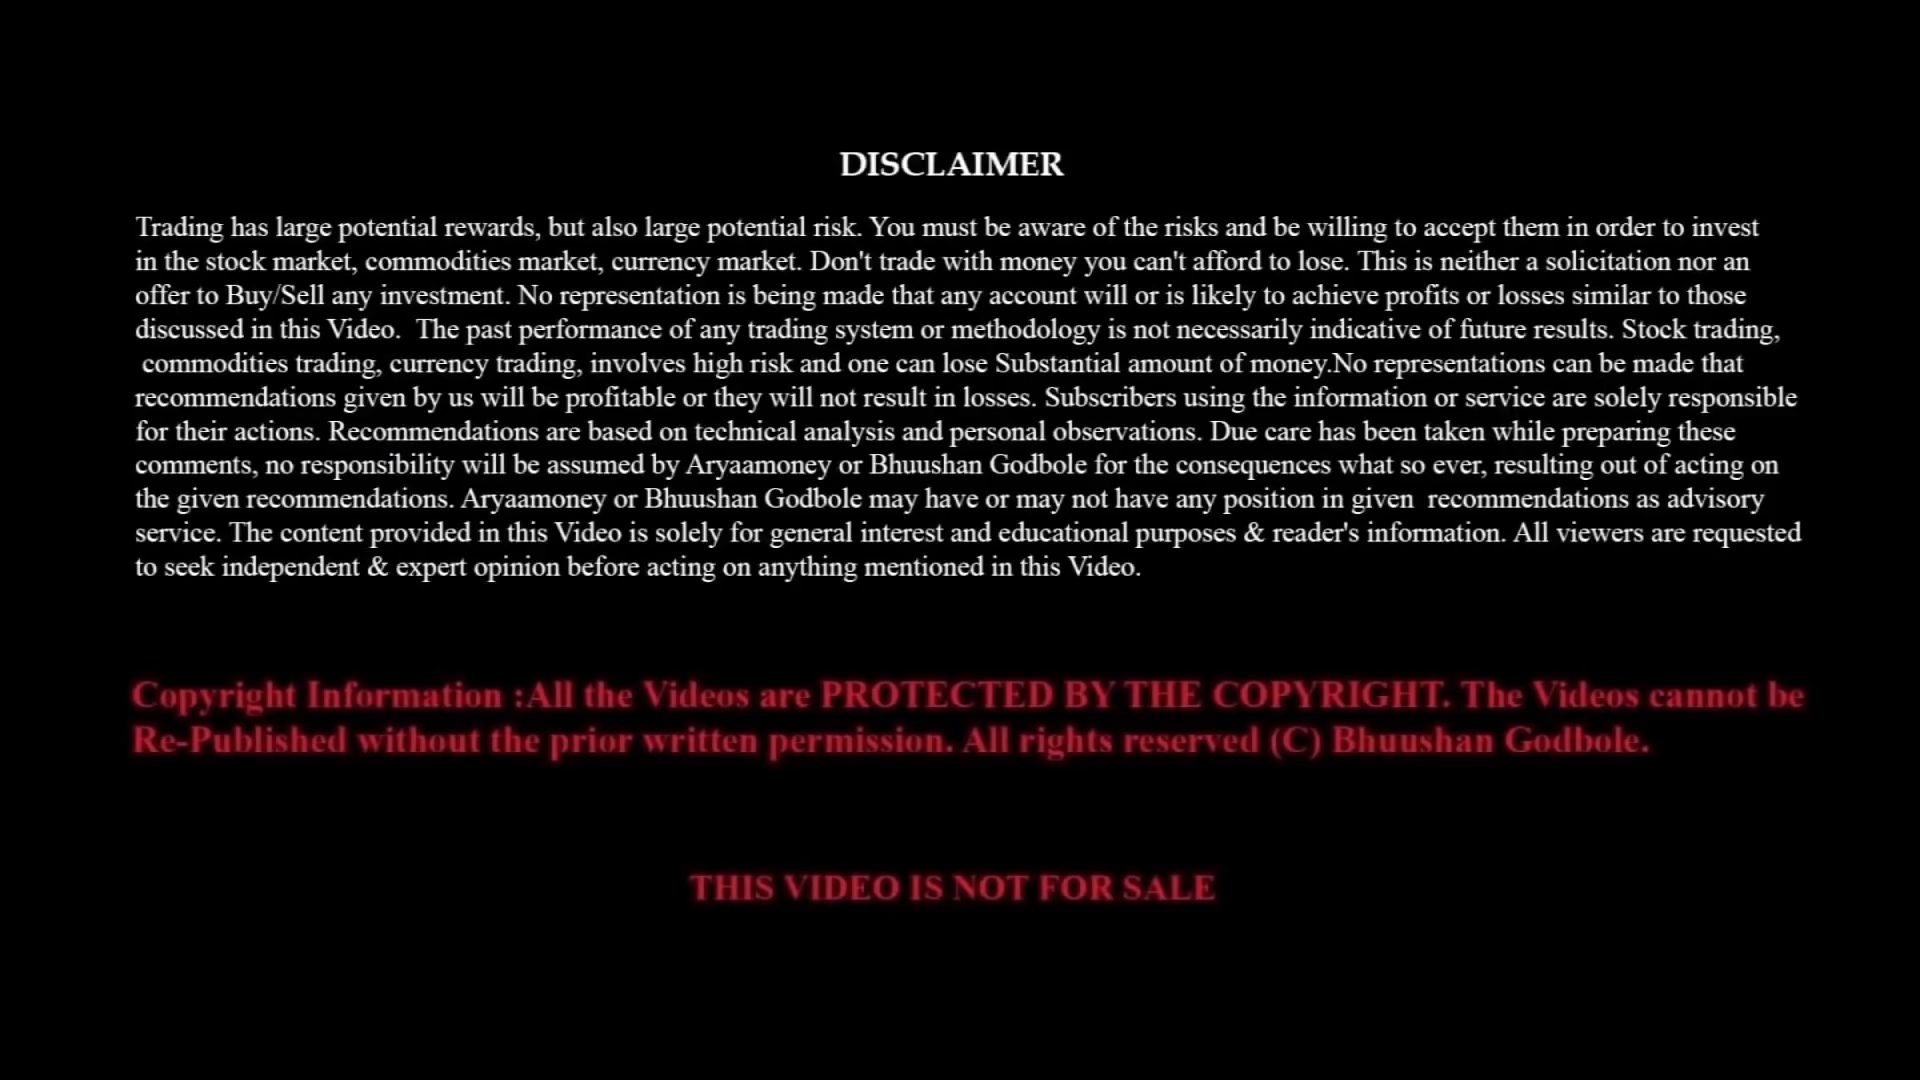 DISCLAIMER
Trading has large potential rewards, but also large potential risk. You must be aware of the risks and be willing to accept them in order to invest
in the stock market, commodities market, currency market. Don't trade with money you can't afford to lose. This is neither a solicitation nor an
offer to Buy/Sell any investment. No representation is being made that any account will or is likely to achieve profits or losses similar to those
discussed in this Video.  The past performance of any trading system or methodology is not necessarily indicative of future results. Stock trading,
commodities trading, currency trading, involves high risk and one can lose Substantial amount of money.No representations can be made that
recommendations given by us will be profitable or they will not result in losses. Subscribers using the information or service are solely responsible
for their actions. Recommendations are based on technical analysis and personal observations. Due care has been taken while preparing these
comments, no responsibility will be assumed by Aryaamoney or Bhuushan Godbole for the consequences what so ever, resulting out of acting on
the given recommendations. Aryaamoney or Bhuushan Godbole may have or may not have any position in given  recommendations as advisory
service. The content provided in this Video is solely for general interest and educational purposes & reader's information. All viewers are requested
to seek independent & expert opinion before acting on anything mentioned in this Video.
Copyright Information :All the Videos are PROTECTED BY THE COPYRIGHT. The Videos cannot be
Re-Published without the prior written permission. All rights reserved (C) Bhuushan Godbole.
THIS VIDEO IS NOT FOR SALE